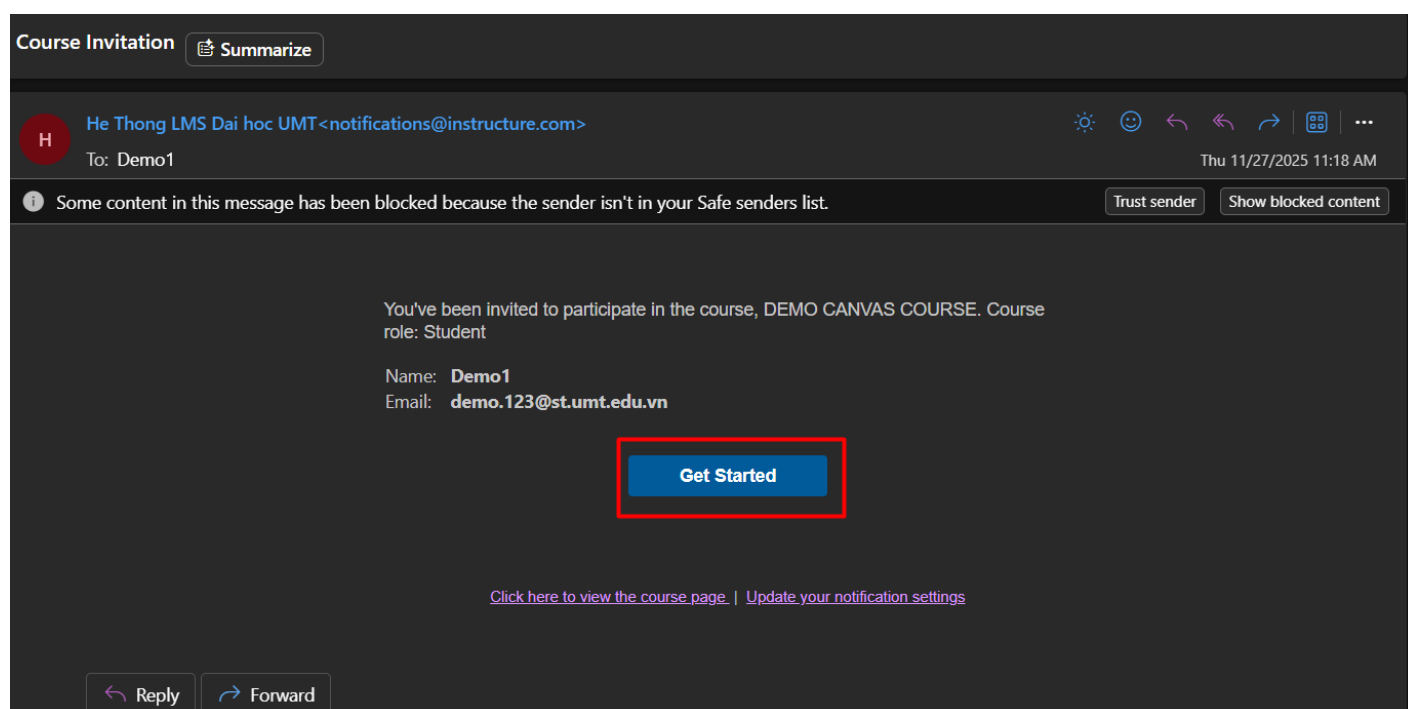 Course Invitation Summarize
He Thong LMS Dai hoc UMT<notifications@instructure.com>
H
To: Demo1
Thu 11/27/2025 11:18 AM
Some content in this message has been blocked because the sender isn't in your Safe senders list. Trust sender Show blocked content
You've been invited to participate in the course, DEMO CANVAS COURSE. Course
role: Student
Name: Demo1
Email: demo.123@st.umt.edu.vn
Get Started
Click here to view the course page | Update your notification settings
Reply Forward